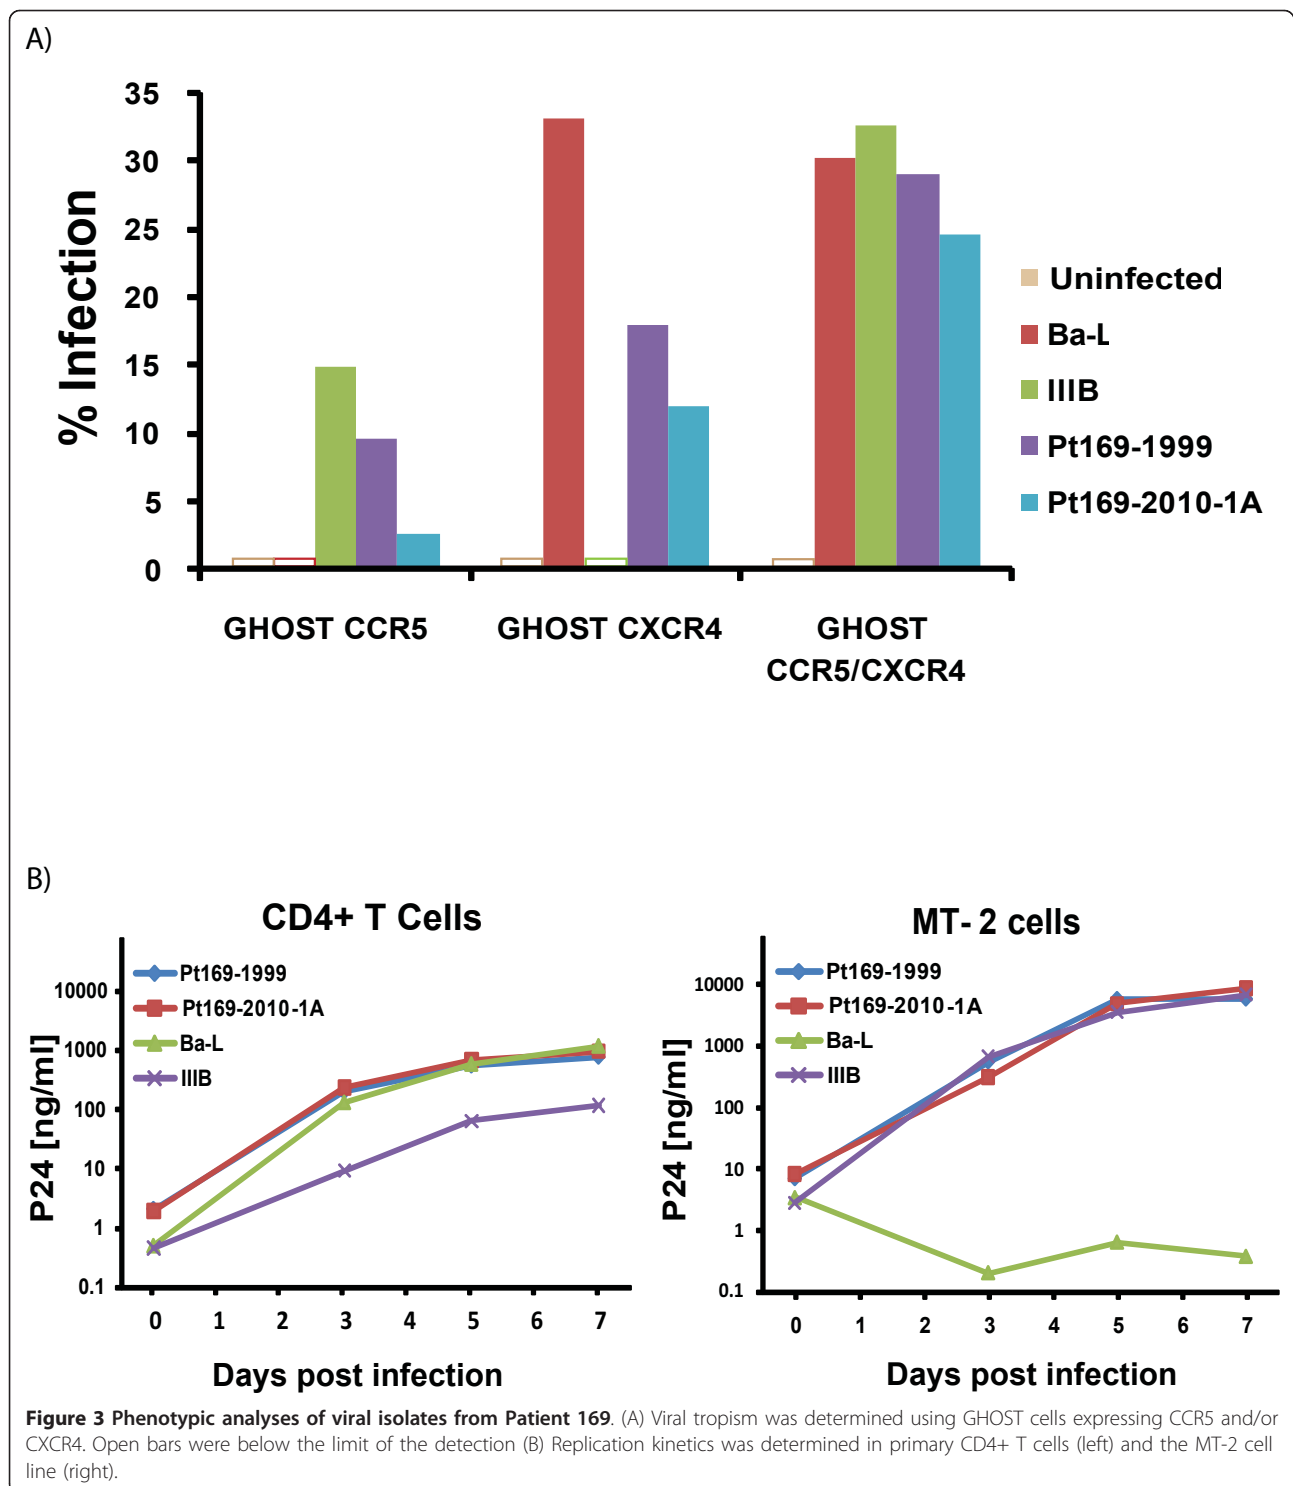 A)
35
30
25
20
15
10
5
0
% Infection
GHOST CCR5
GHOST CXCR4
GHOST
CCR5/CXCR4
Uninfected
Ba-L
IIIB
Pt169-1999
Pt169-2010-1A
B)
CD4+ T Cells
Pt169-1999
Pt169-2010-1A
Ba-L
IIIB
10000
1000
100
10
1
0.1
P24 [ng/ml]
0 1 2 3 4 5 6 7
Days post infection
MT- 2 cells
Pt169-1999
Pt169-2010-1A
Ba-L
IIIB
10000
1000
100
10
1
0.1
P24 [ng/ml]
0 1 2 3 4 5 6 7
Days post infection
Figure 3 Phenotypic analyses of viral isolates from Patient 169. (A) Viral tropism was determined using GHOST cells expressing CCR5 and/or
CXCR4. Open bars were below the limit of the detection (B) Replication kinetics was determined in primary CD4+ T cells (left) and the MT-2 cell
line (right).